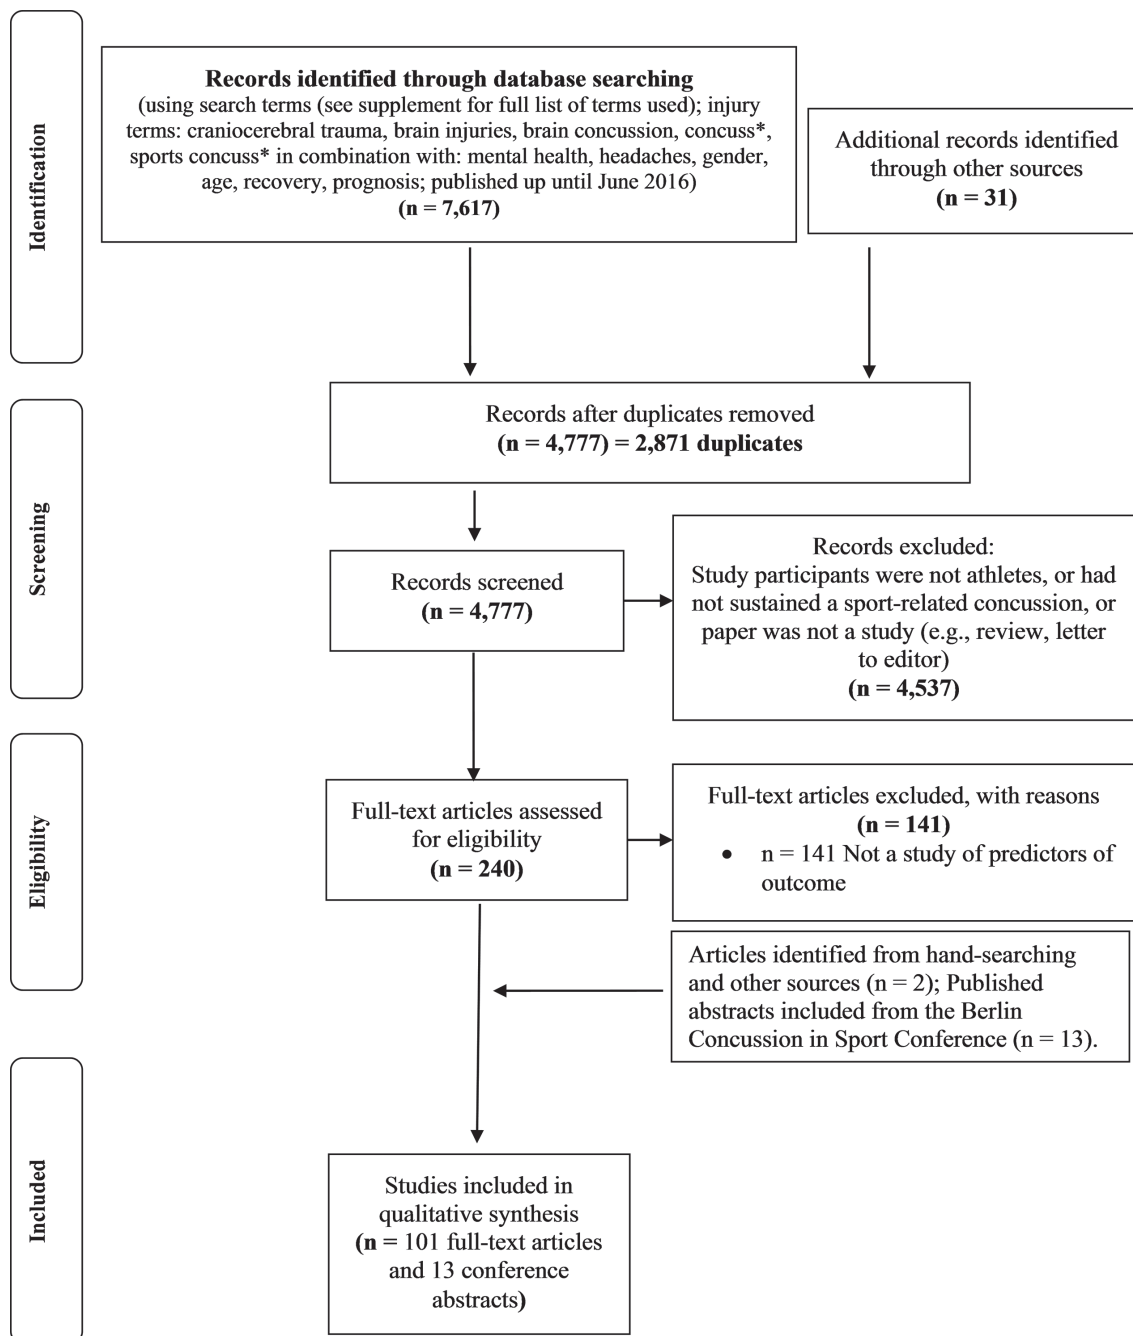 Identification
Records identified through database searching
(using search terms (see supplement for full list of terms used); injury
terms: craniocerebral trauma, brain injuries, brain concussion, concuss*,
sports concuss* in combination with: mental health, headaches, gender,
age, recovery, prognosis; published up until June 2016)
(n = 7,617)
Additional records identified
through other sources
(n = 31)
Screening
Records after duplicates removed
(n = 4,777) = 2,871 duplicates
Records screened
(n = 4,777)
Records excluded:
Study participants were not athletes, or had
not sustained a sport-related concussion, or
paper was not a study (e.g., review, letter
to editor)
(n = 4,537)
Eligibility
Full-text articles assessed
for eligibility
(n = 240)
Full-text articles excluded, with reasons
(n = 141)
• n = 141 Not a study of predictors of
outcome
Articles identified from hand-searching
and other sources (n = 2); Published
abstracts included from the Berlin
Concussion in Sport Conference (n = 13).
Included
Studies included in
qualitative synthesis
(n = 101 full-text articles
and 13 conference
abstracts)